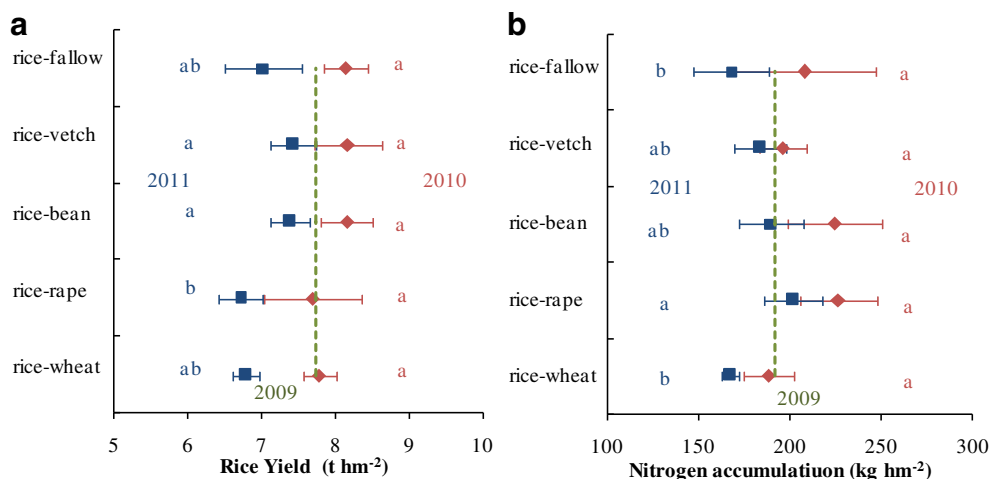 a
rice-fallow
ab
a
rice-vetch
a
a
2011
2010
rice-bean
a
a
rice-rape
b
a
rice-wheat
ab
a
2009
5
6
7
8
9
10
Rice Yield (t hm-2)
b
rice-fallow
b
a
rice-vetch
ab
a
2011
2010
rice-bean
ab
a
rice-rape
a
a
rice-wheat
b
a
2009
100
150
200
250
300
Nitrogen accumulatiuon (kg hm-2)